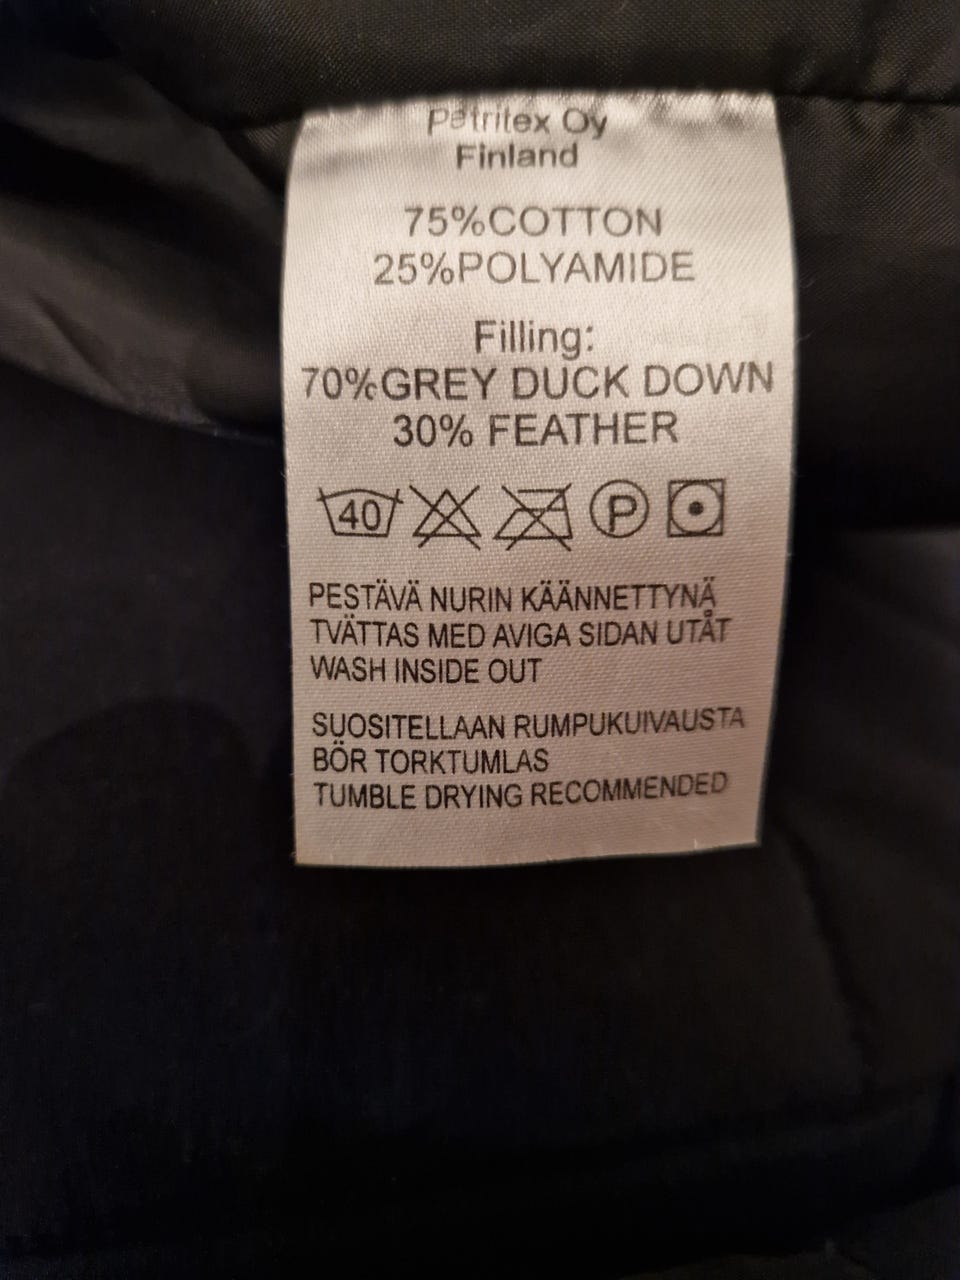 Petritex Oy
Finland
75%COTTON
25%POLYAMIDE
Filling:
70%GREY DUCK DOWN
30% FEATHER
40 P
PESTÄVÄ NURIN KÄÄNNETTYNÄ
TVÄTTAS MED AVIGA SIDAN UTÅT
WASH INSIDE OUT
SUOSITELLAAN RUMPUKUIVAUSTA
BÖR TORKTUMLAS
TUMBLE DRYING RECOMMENDED